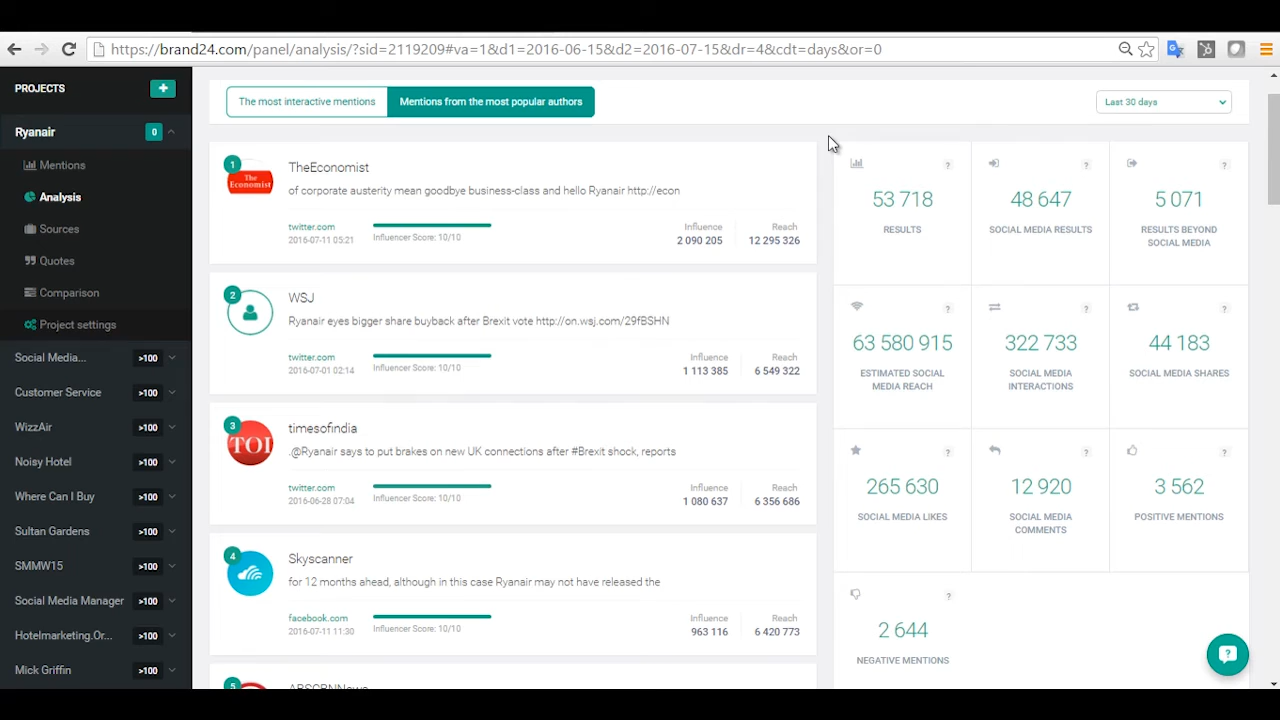 https://brand24.com/panel/analysis/?sid=2119209#va=1&d1=2016-06-15&d2=2016-07-15&dr=4&cdt=days&or=0
PROJECTS
+
Ryanair
0
Mentions
Analysis
Sources
Quotes
Comparison
Project settings
Social Media...
>100
Customer Service
>100
WizzAir
>100
Noisy Hotel
>100
Where Can I Buy
>100
Sultan Gardens
>100
SMMW15
>100
Social Media Manager
>100
Hotelmarketing.Or...
>100
Mick Griffin
>100
The most interactive mentions
Mentions from the most popular authors
Last 30 days
1
The Economist
TheEconomist
of corporate austerity mean goodbye business-class and hello Ryanair http://econ
twitter.com
2016-07-11 05:21
Influencer Score: 10/10
Influence
2 090 205
Reach
12 295 326
2
WSJ
Ryanair eyes bigger share buyback after Brexit vote http://on.wsj.com/29fBSHN
twitter.com
2016-07-01 02:14
Influencer Score: 10/10
Influence
1 113 385
Reach
6 549 322
3
TOI
timesofindia
.@Ryanair says to put brakes on new UK connections after #Brexit shock, reports
twitter.com
2016-06-28 07:04
Influencer Score: 10/10
Influence
1 080 637
Reach
6 356 686
4
Skyscanner
for 12 months ahead, although in this case Ryanair may not have released the
facebook.com
2016-07-11 11:30
Influencer Score: 10/10
Influence
963 116
Reach
6 420 773
5
ABSCBNNews
?
53 718
RESULTS
?
48 647
SOCIAL MEDIA RESULTS
?
5 071
RESULTS BEYOND
SOCIAL MEDIA
?
63 580 915
ESTIMATED SOCIAL
MEDIA REACH
?
322 733
SOCIAL MEDIA
INTERACTIONS
?
44 183
SOCIAL MEDIA SHARES
?
265 630
SOCIAL MEDIA LIKES
?
12 920
SOCIAL MEDIA
COMMENTS
?
3 562
POSITIVE MENTIONS
?
2 644
NEGATIVE MENTIONS
?